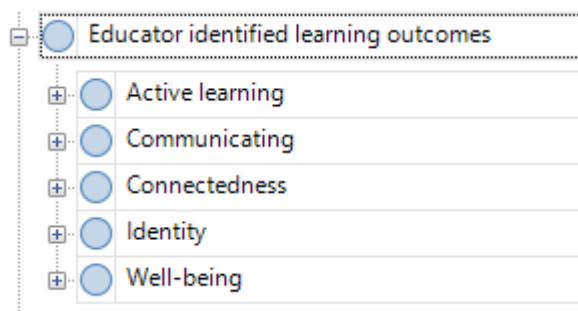 Educator identified learning outcomes
Active learning
Communicating
Connectedness
Identity
Well-being